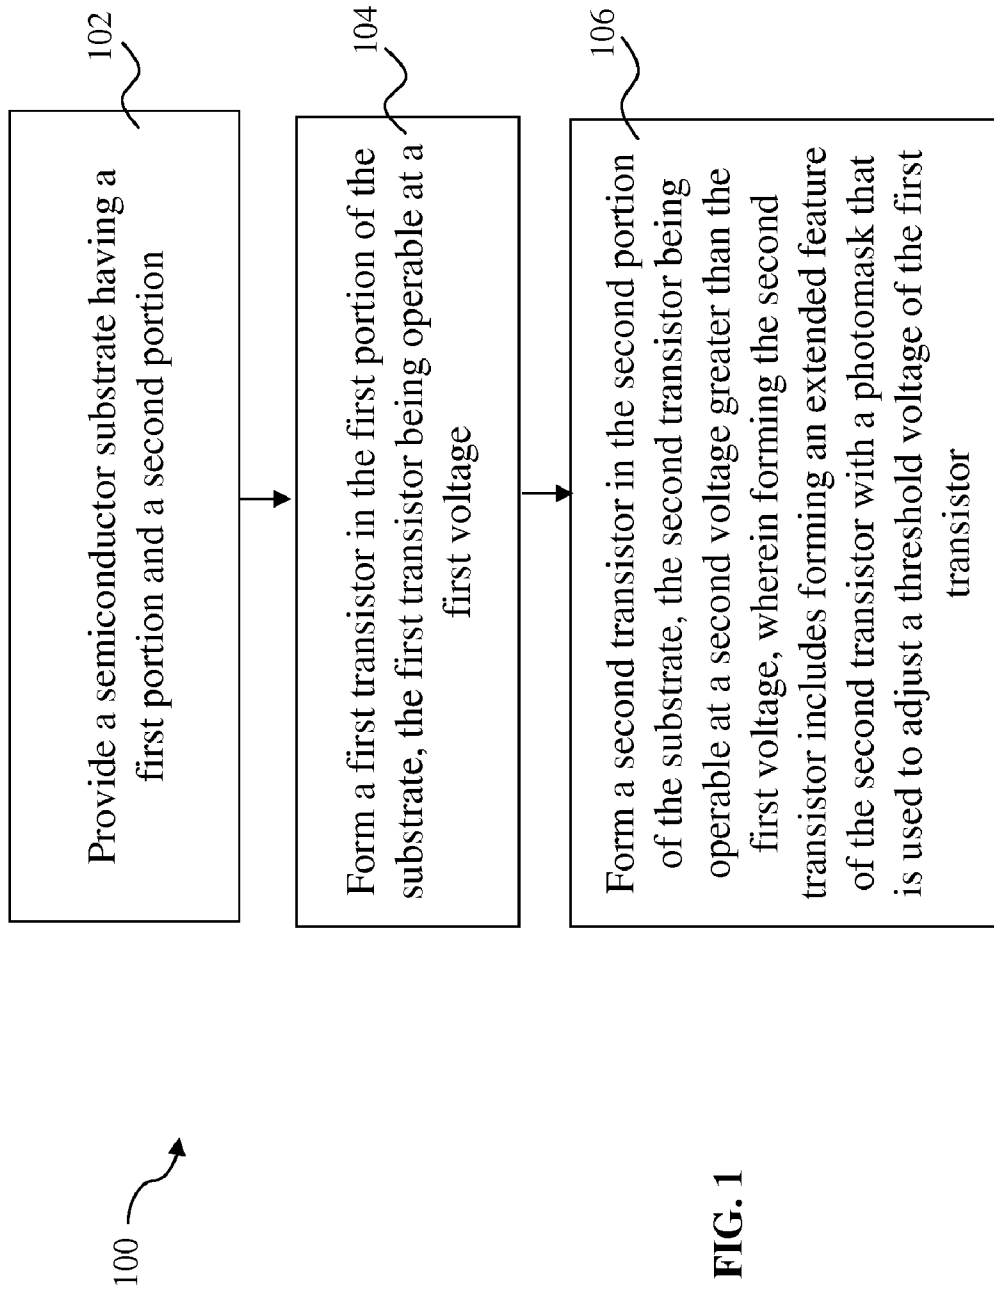 100
102
Provide a semiconductor substrate having a
first portion and a second portion
104
Form a first transistor in the first portion of the
substrate, the first transistor being operable at a
first voltage
106
Form a second transistor in the second portion
of the substrate, the second transistor being
operable at a second voltage greater than the
first voltage, wherein forming the second
transistor includes forming an extended feature
of the second transistor with a photomask that
is used to adjust a threshold voltage of the first
transistor
FIG. 1